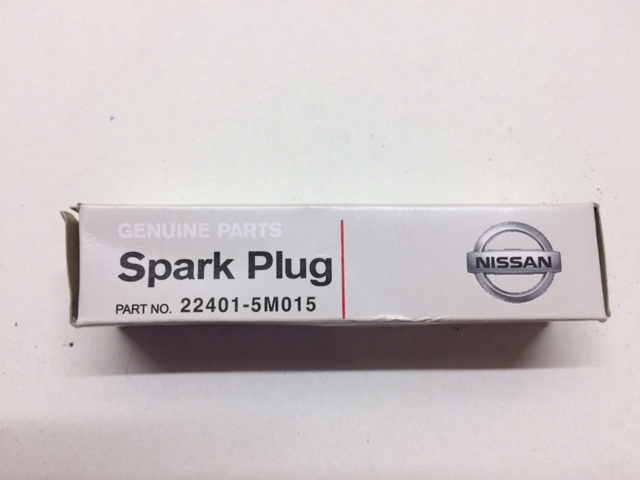 GENUINE PARTS
Spark Plug
PART NO. 22401-5M015
NISSAN